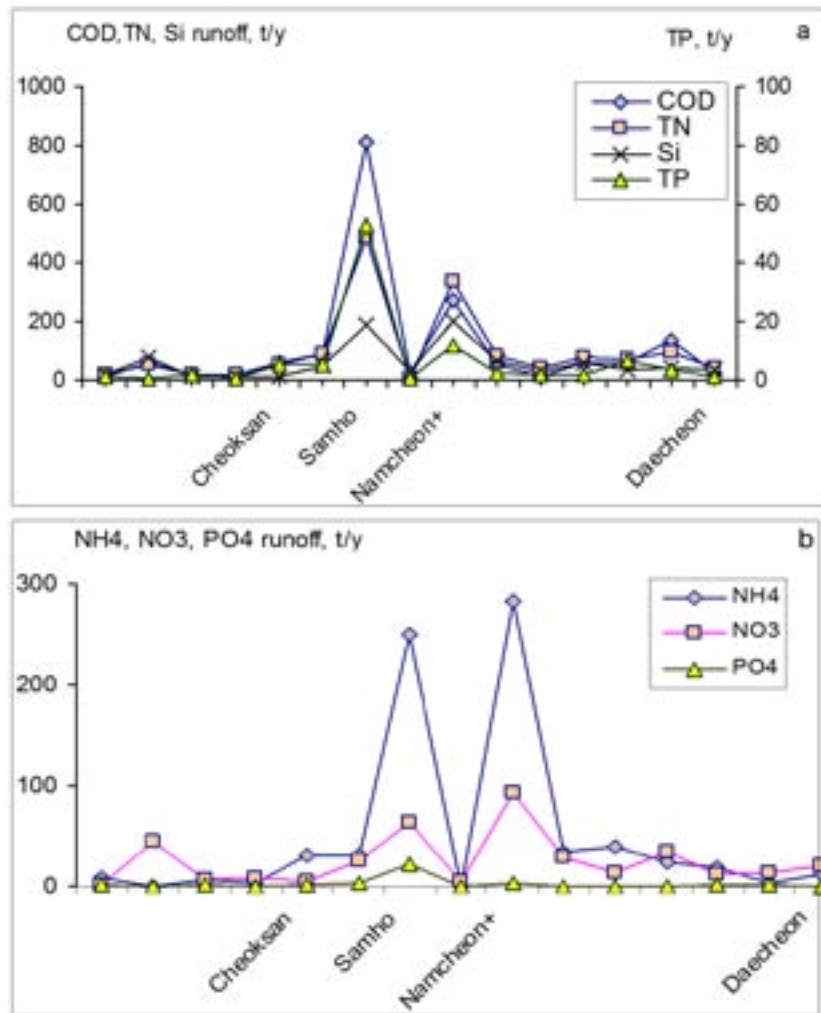 COD,TN, Si runoff, t/y TP, t/y a
1000 100
COD
TN
Si
TP
800 80
600 60
400 40
200 20
0 0
Cheoksan Samho Namcheon+ Daecheon
NH4, NO3, PO4 runoff, t/y b
300
NH4
NO3
PO4
200
100
0
Cheoksan Samho Namcheon+ Daecheon